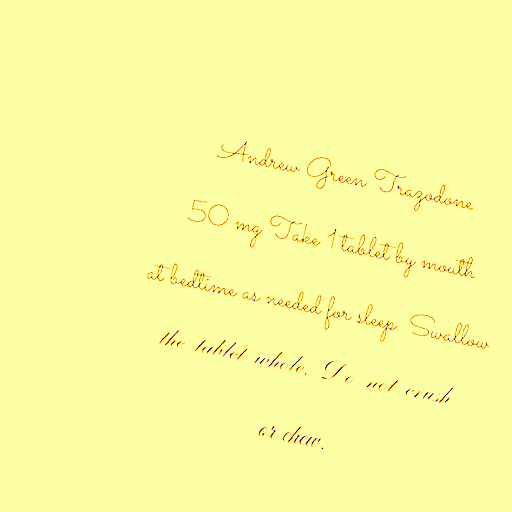 Andrew Green Trazodone
50 mg Take 1 tablet by mouth
at bedtime as needed for sleep. Swallow
the tablet whole. Do not crush
or chew.